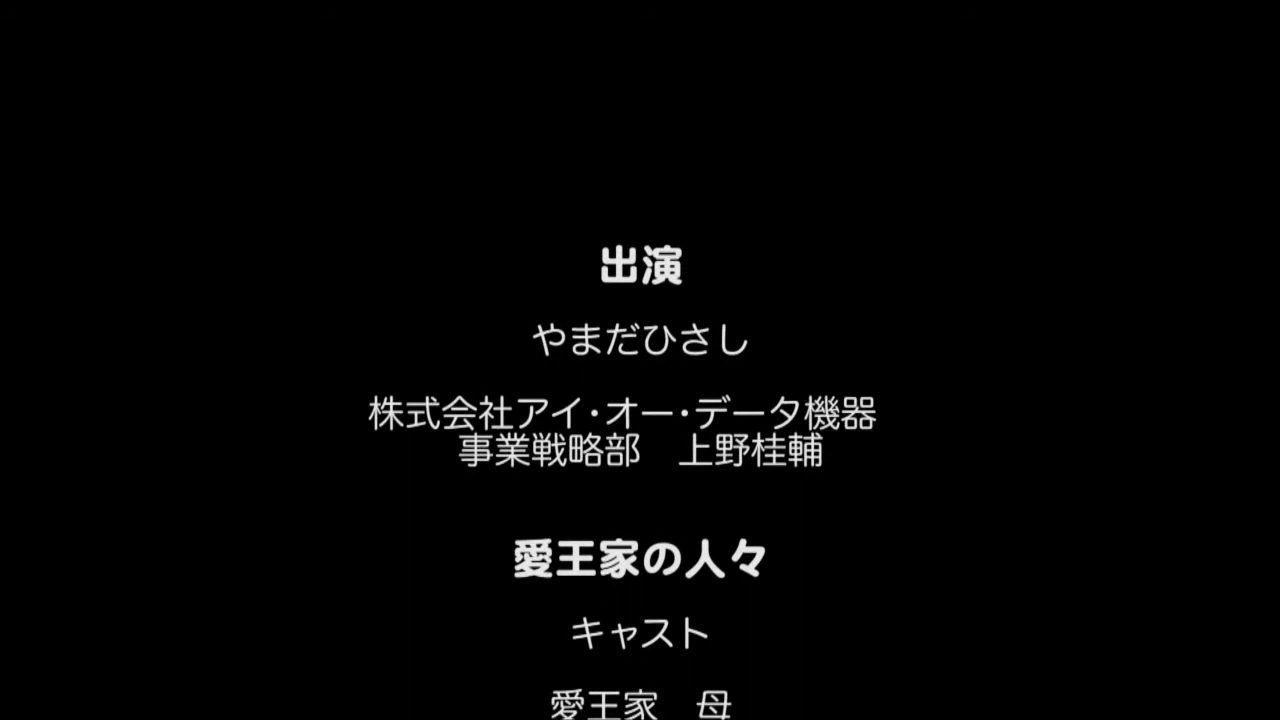 出演
やまだひさし
株式会社アイ・オー・データ機器
事業戦略部　上野桂輔
愛王家の人々
キャスト
愛王家　母